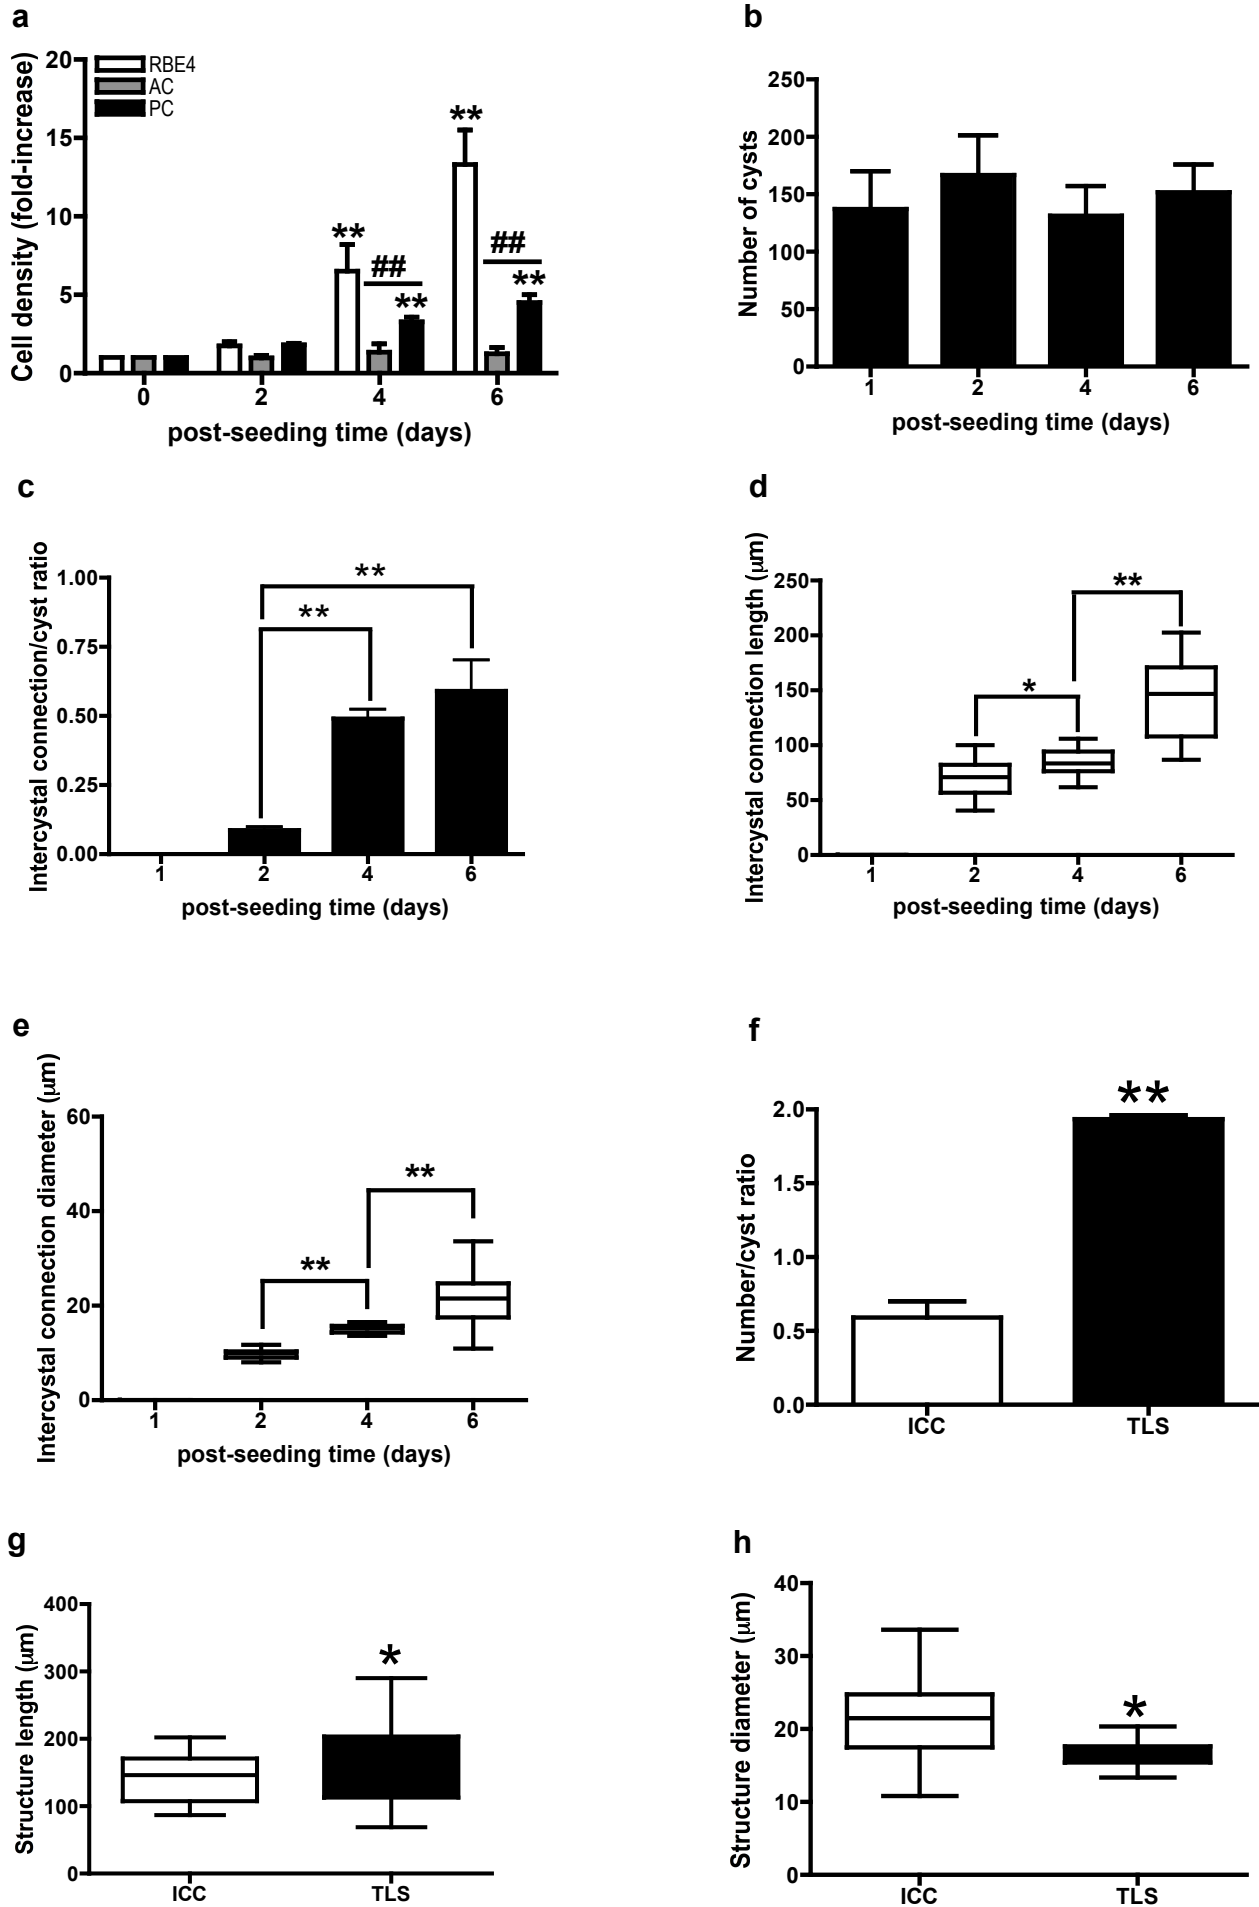 a
Cell density (fold-increase)
20
15
10
5
0
RBE4
AC
PC
**
##
**
**
##
**
0 2 4 6
post-seeding time (days)
b
Number of cysts
250
200
150
100
50
0
1 2 4 6
post-seeding time (days)
c
Intercystal connection/cyst ratio
1.00
0.75
0.50
0.25
0.00
**
**
1 2 4 6
post-seeding time (days)
d
Intercystal connection length (µm)
250
200
150
100
50
0
**
*
1 2 4 6
post-seeding time (days)
e
Intercystal connection diameter (µm)
60
40
20
0
**
**
1 2 4 6
post-seeding time (days)
f
Number/cyst ratio
2.0
1.5
1.0
0.5
0.0
**
ICC TLS
g
Structure length (µm)
400
300
200
100
0
*
ICC TLS
h
Structure diameter (µm)
40
30
20
10
0
*
ICC TLS